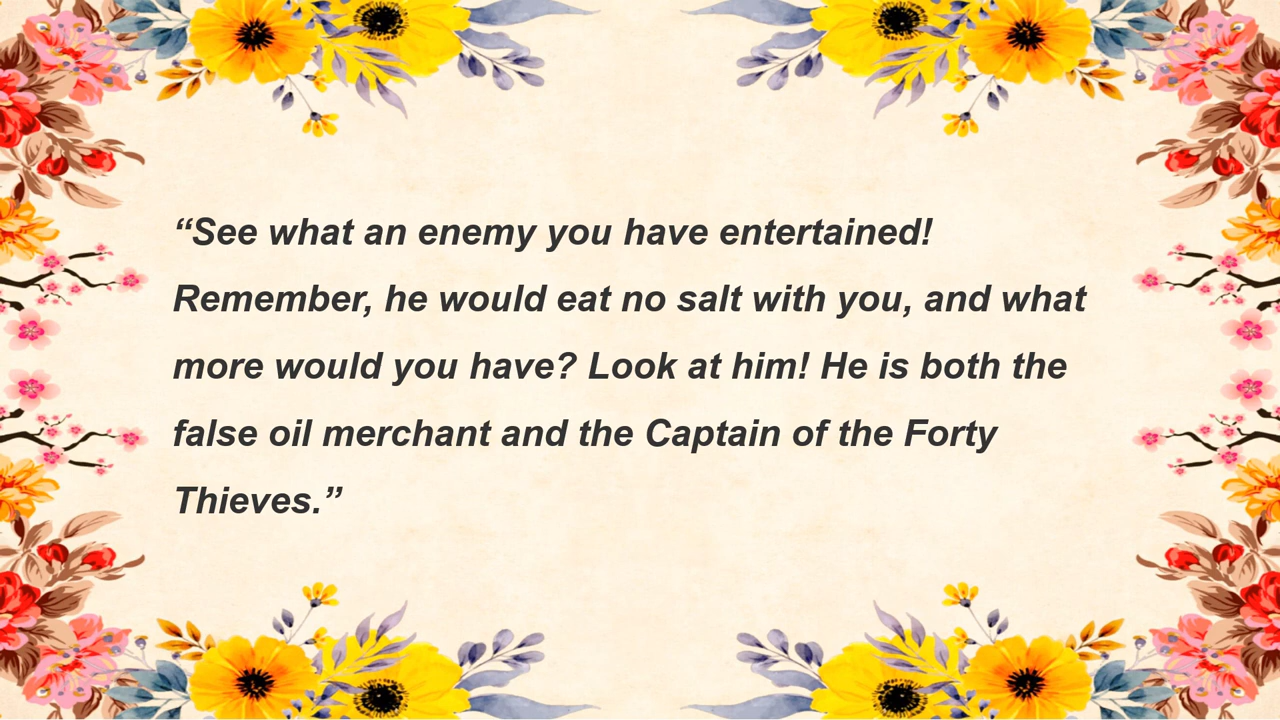 “See what an enemy you have entertained!
Remember, he would eat no salt with you, and what
more would you have? Look at him! He is both the
false oil merchant and the Captain of the Forty
Thieves.”